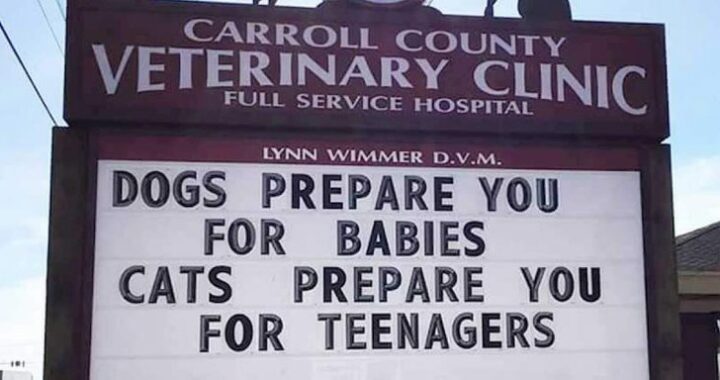 CARROLL COUNTY
VETERINARY CLINIC
FULL SERVICE HOSPITAL
LYNN WIMMER D.V.M.
DOGS PREPARE YOU
FOR BABIES
CATS PREPARE YOU
FOR TEENAGERS